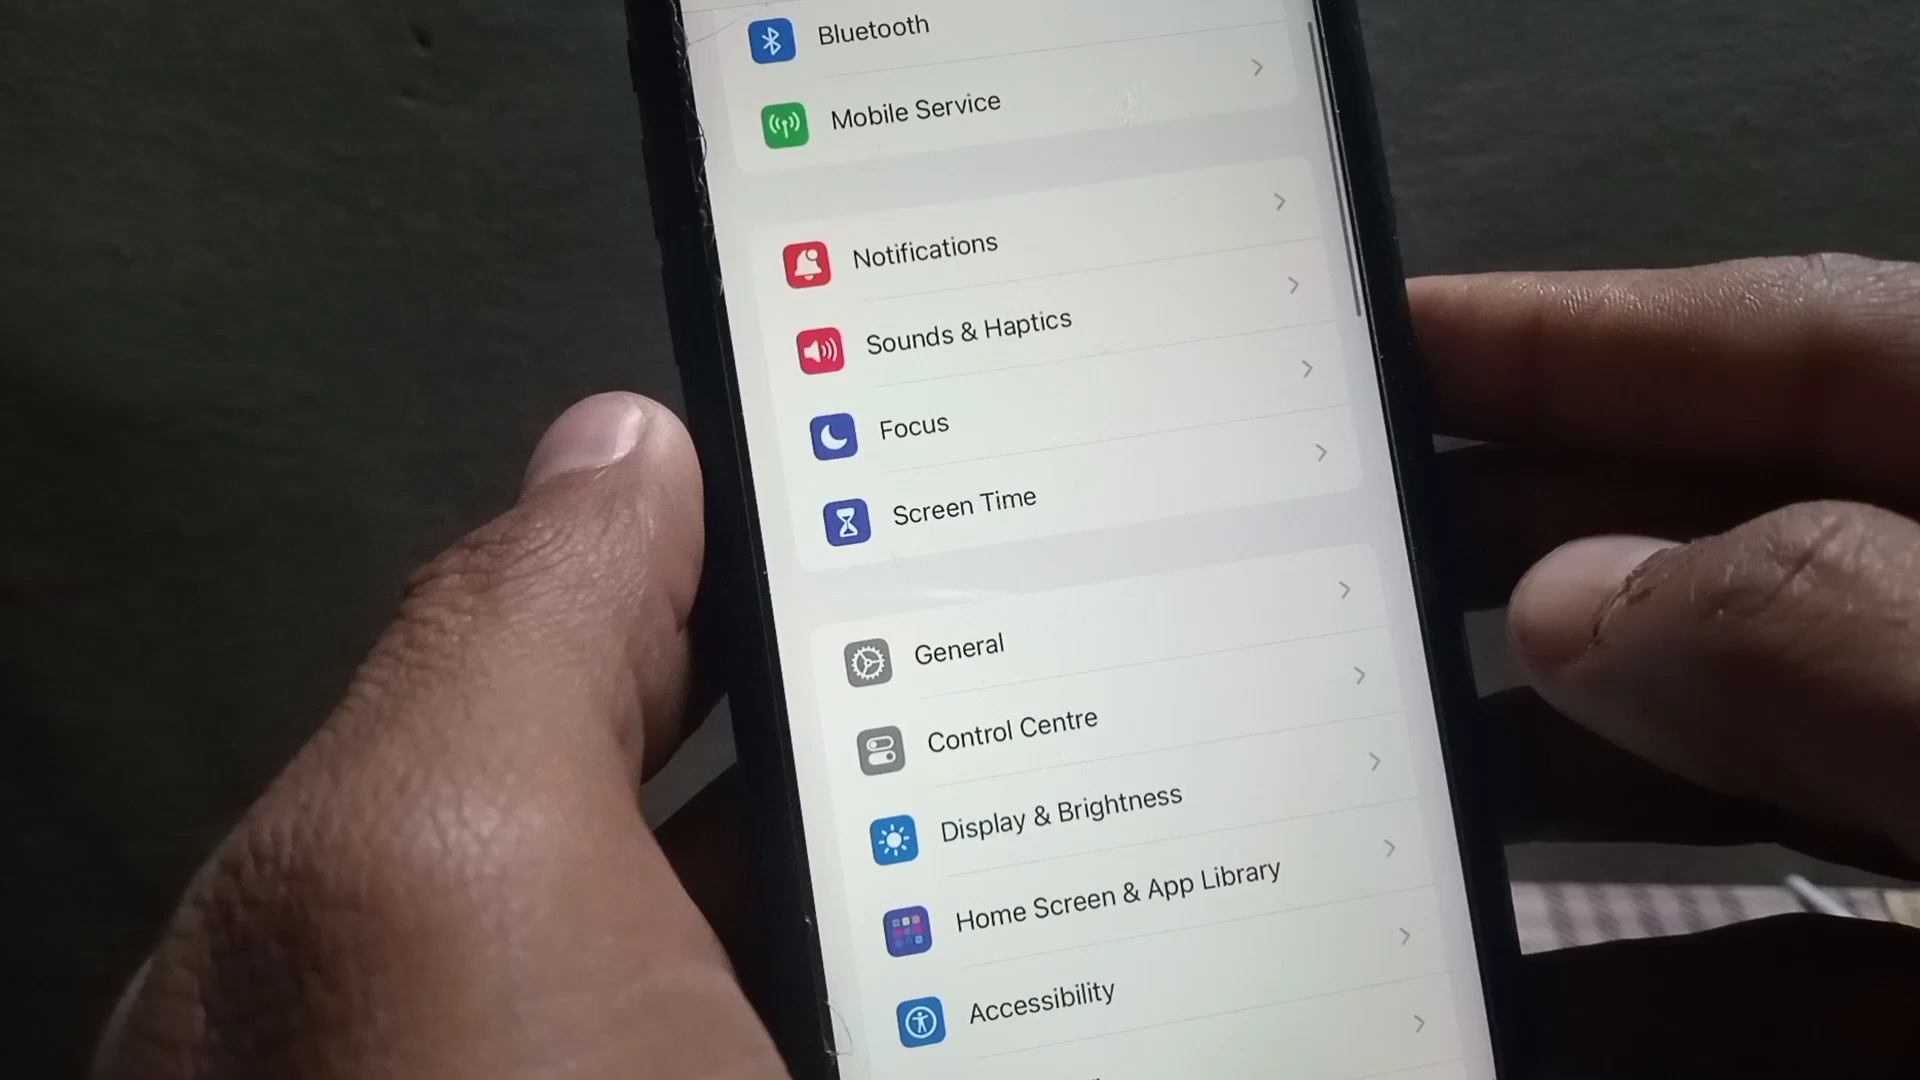 Bluetooth
Mobile Service
Notifications
Sounds & Haptics
Focus
Screen Time
General
Control Centre
Display & Brightness
Home Screen & App Library
Accessibility